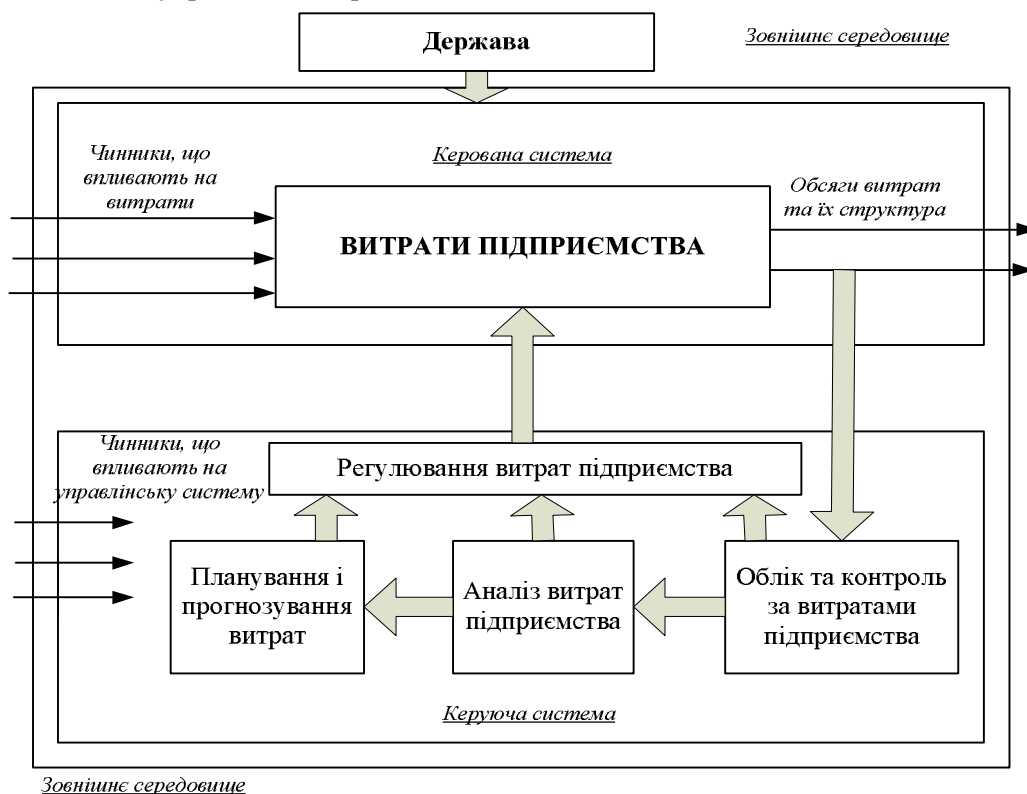 Держава
Зовнішнє середовище
Чинники, що
впливають на
витрати
Керована система
Обсяги витрат
та їх структура
ВИТРАТИ ПІДПРИЄМСТВА
Чинники, що
впливають на
управлінську систему
Регулювання витрат підприємства
Планування і
прогнозування
витрат
Аналіз витрат
підприємства
Облік та контроль
за витратами
підприємства
Керуюча система
Зовнішнє середовище